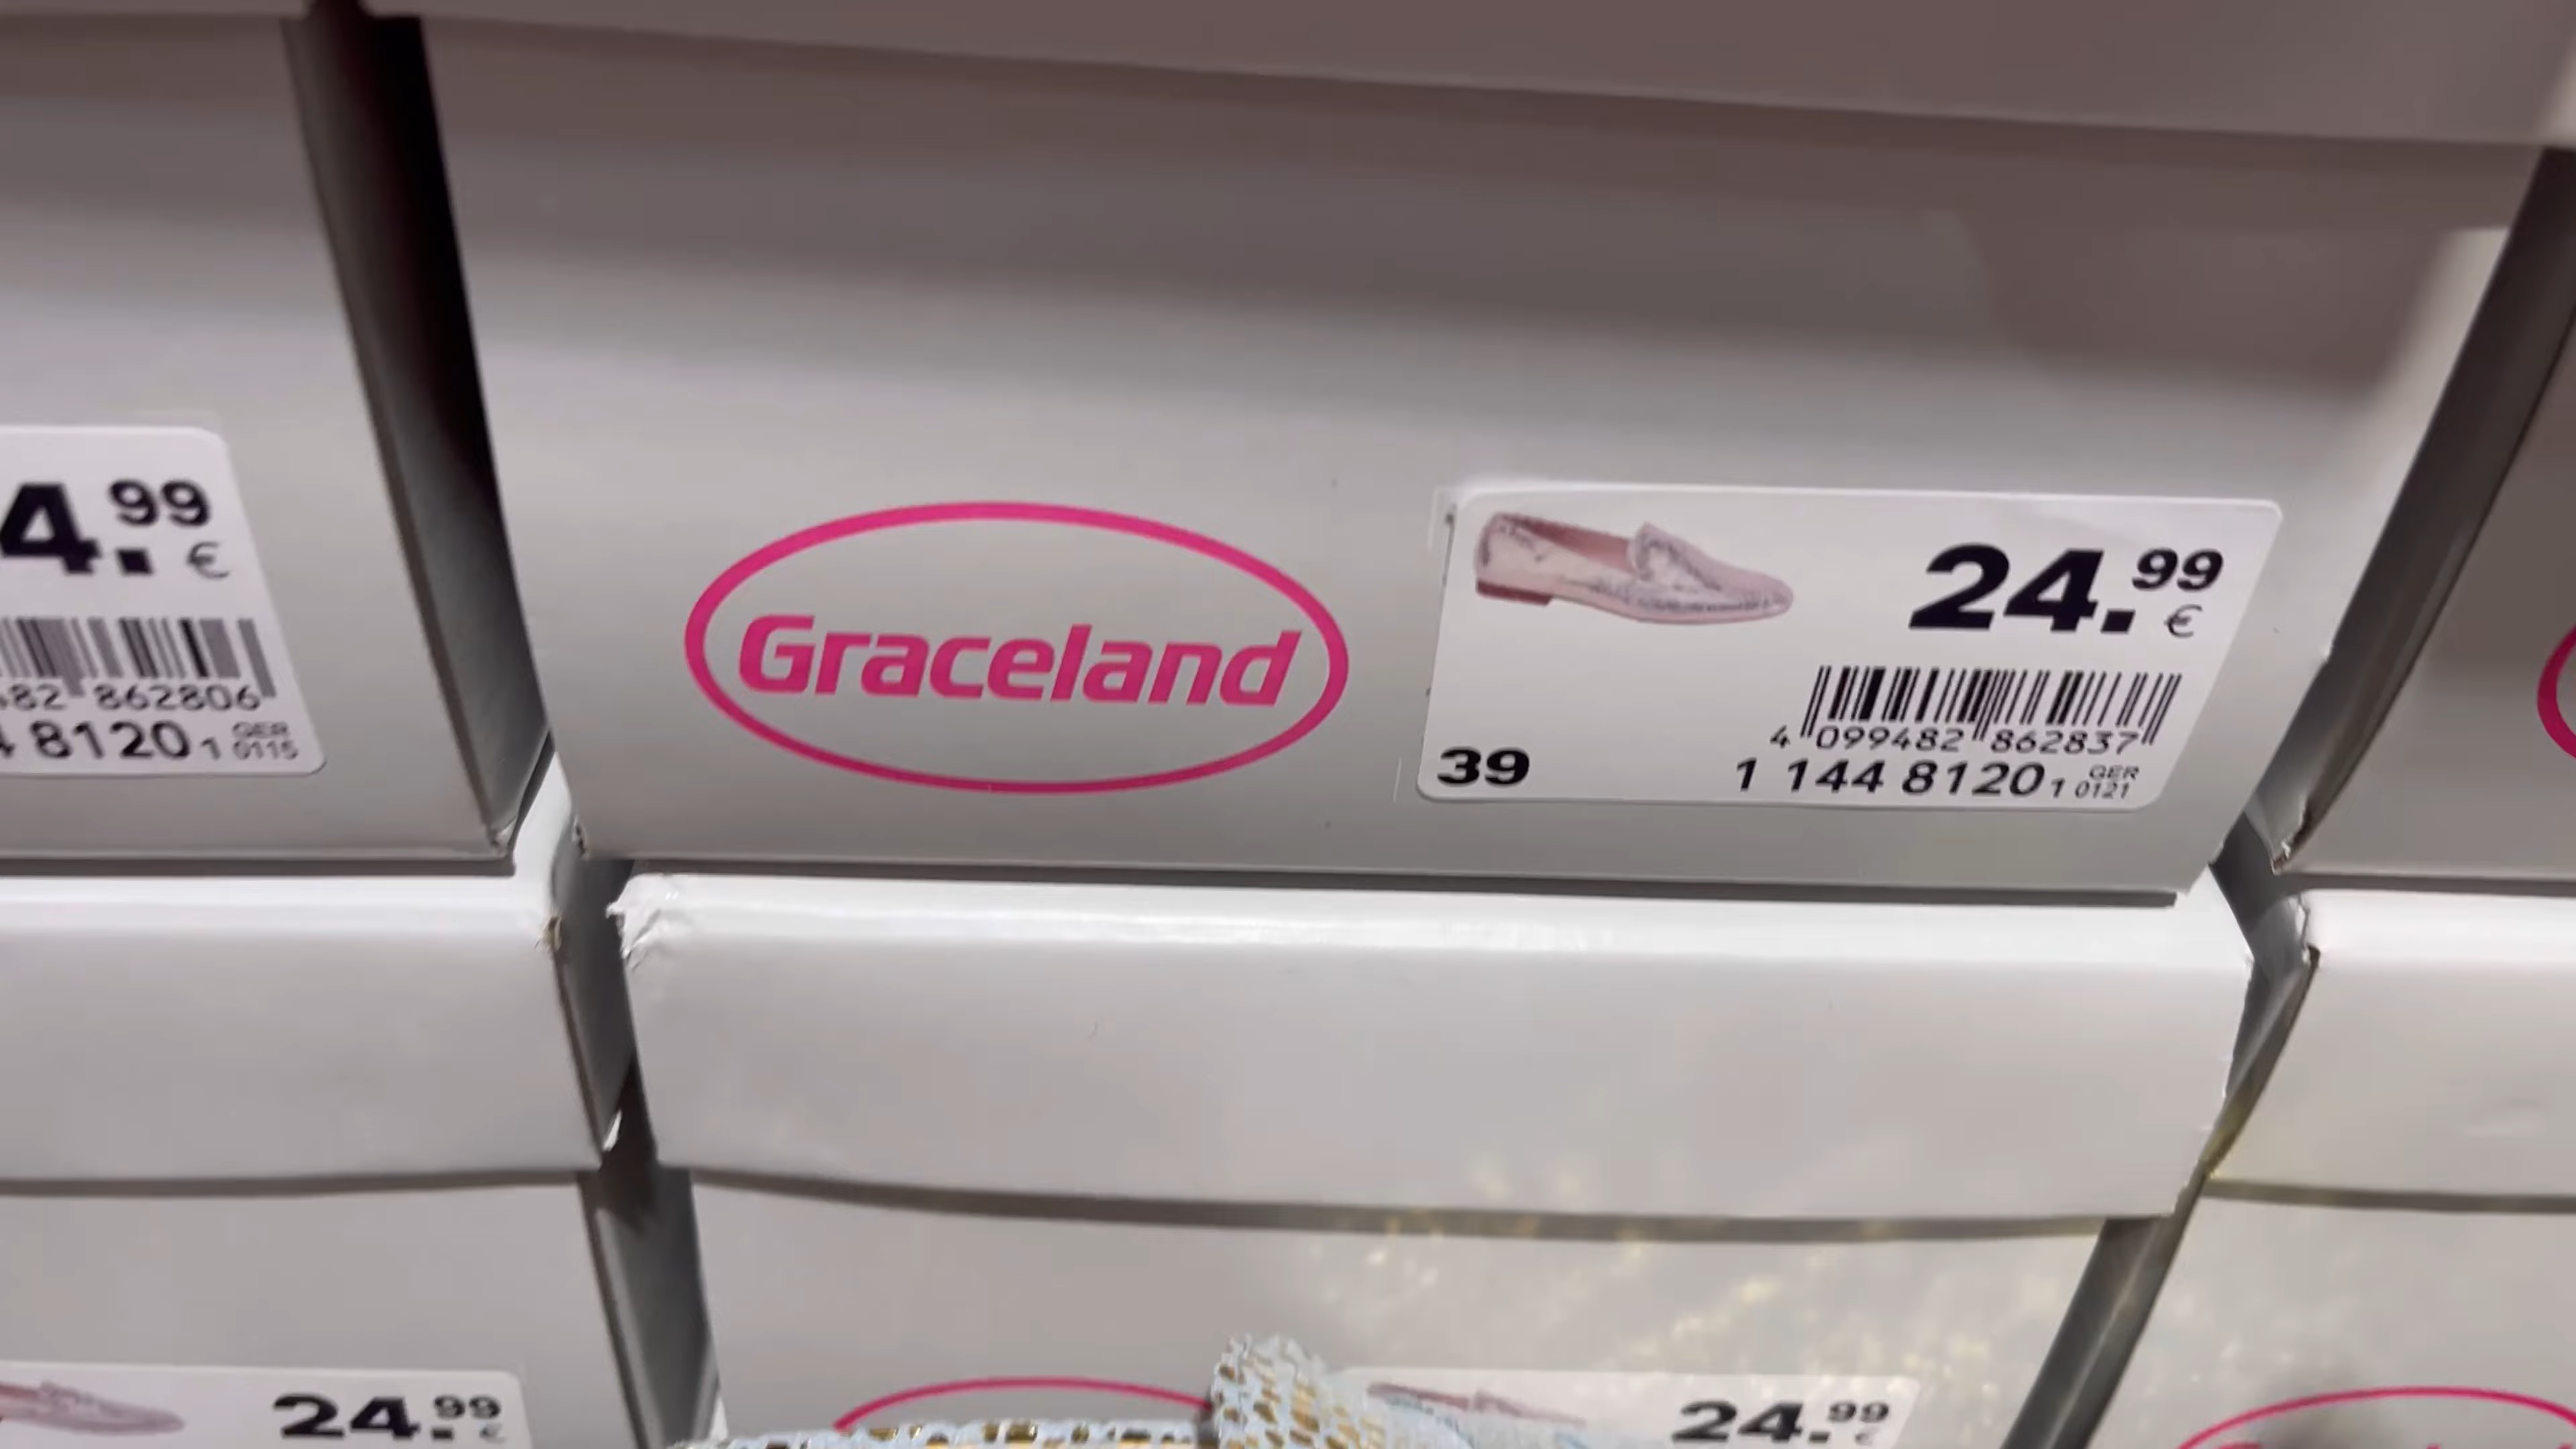 4.99
€
482 862806
4 8120 1 GER 0115
Graceland
24.99
€
4 099482 862837
39
1 144 8120 1 GER 0121
24.99
€
24.99
€